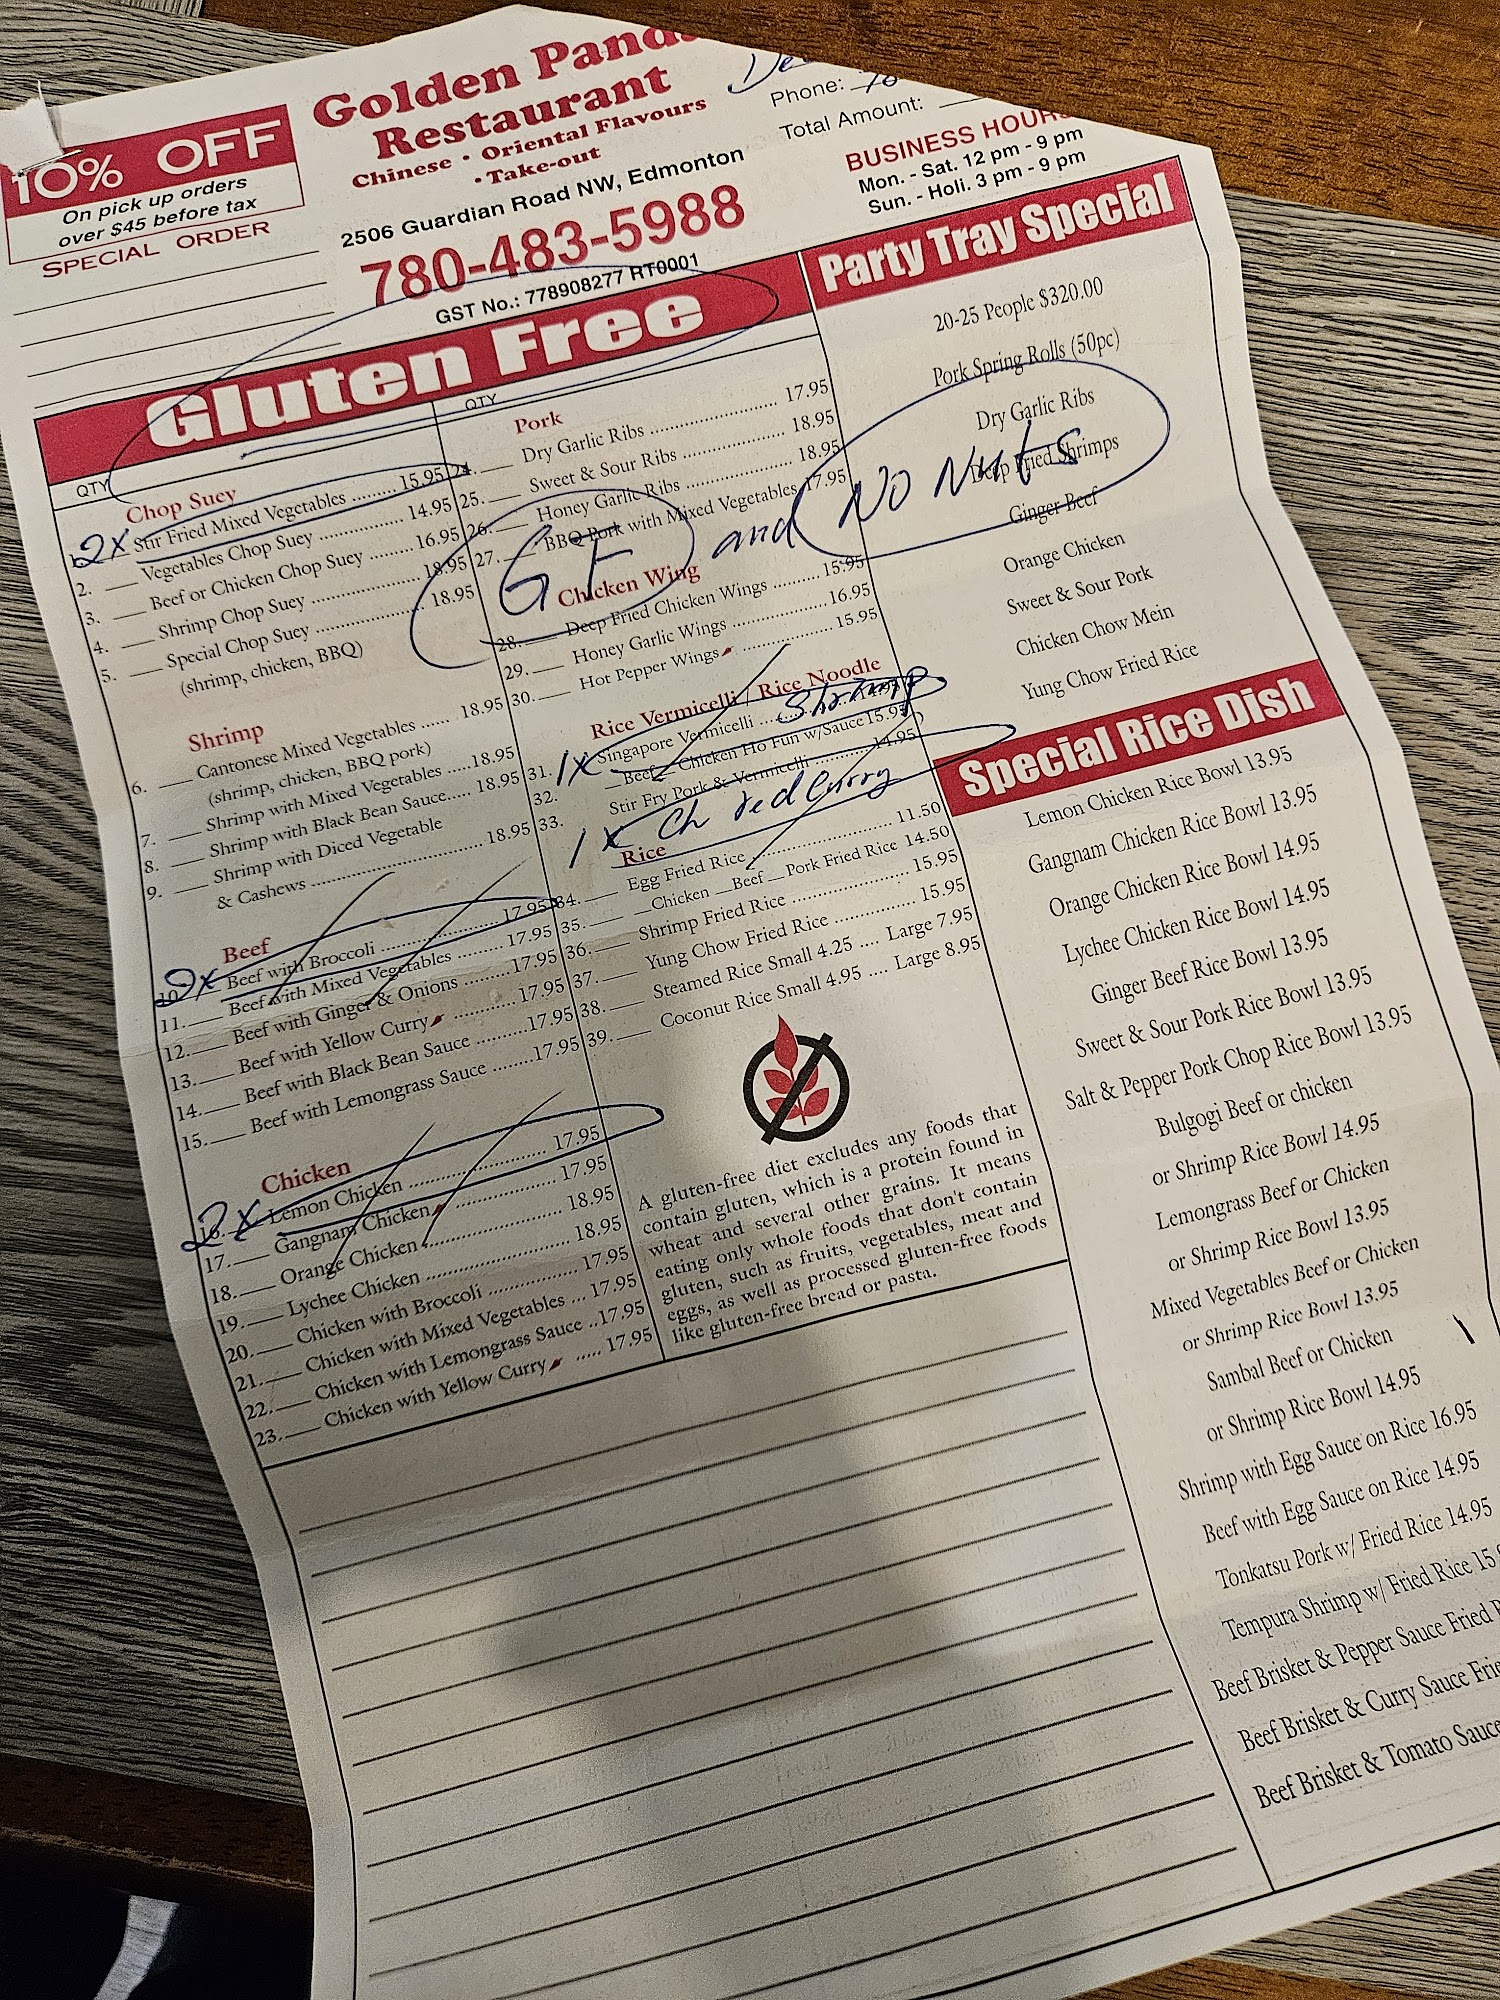 10% OFF
On pick up orders
over $45 before tax
SPECIAL ORDER
Golden Panda
Restaurant
Chinese • Oriental Flavours
• Take-out
2506 Guardian Road NW, Edmonton
780-483-5988
GST No.: 778908277 RT0001
Phone:
Total Amount:
BUSINESS HOURS
Mon. - Sat. 12 pm - 9 pm
Sun. - Holi. 3 pm - 9 pm
Gluten Free
QTY
Chop Suey
2x Stir Fried Mixed Vegetables .......... 15.95
2. Vegetables Chop Suey .......... 14.95
3. Beef or Chicken Chop Suey .......... 16.95
4. Shrimp Chop Suey .......... 18.95
5. Special Chop Suey .......... 18.95
(shrimp, chicken, BBQ)
Shrimp
6. Cantonese Mixed Vegetables ...... 18.95
(shrimp, chicken, BBQ pork)
7. Shrimp with Mixed Vegetables ..... 18.95
8. Shrimp with Black Bean Sauce..... 18.95
9. Shrimp with Diced Vegetable
& Cashews .......... 18.95
Beef
10. 2x Beef with Broccoli .......... 17.95
11. Beef with Mixed Vegetables .......... 17.95
12. Beef with Ginger & Onions .......... 17.95
13. Beef with Yellow Curry .......... 17.95
14. Beef with Black Bean Sauce .......... 17.95
15. Beef with Lemongrass Sauce .......... 17.95
Chicken
16. 2x Lemon Chicken .......... 17.95
17. Gangnam Chicken .......... 17.95
18. Orange Chicken .......... 18.95
19. Lychee Chicken .......... 18.95
20. Chicken with Broccoli .......... 17.95
21. Chicken with Mixed Vegetables ... 17.95
22. Chicken with Lemongrass Sauce ..17.95
23. Chicken with Yellow Curry ..... 17.95
QTY
Pork
24. Dry Garlic Ribs .......... 17.95
25. Sweet & Sour Ribs .......... 18.95
26. Honey Garlic Ribs .......... 18.95
27. BBQ Pork with Mixed Vegetables 17.95
GF and No Nuts
Chicken Wing
28. Deep Fried Chicken Wings .......... 15.95
29. Honey Garlic Wings .......... 16.95
30. Hot Pepper Wings .......... 15.95
Rice Vermicelli / Rice Noodle
31. 1x Singapore Vermicelli .......... Shrimp
32. Beef Chicken Ho Fun w/Sauce 15.95
33. Stir Fry Pork & Vermicelli .......... 14.95
1x Ch red Curry
Rice
34. Egg Fried Rice .......... 11.50
35. _Chicken _Beef _Pork Fried Rice 14.50
36. Shrimp Fried Rice .......... 15.95
37. Yung Chow Fried Rice .......... 15.95
38. Steamed Rice Small 4.25 .... Large 7.95
39. Coconut Rice Small 4.95 .... Large 8.95
A gluten-free diet excludes any foods that
contain gluten, which is a protein found in
wheat and several other grains. It means
eating only whole foods that don't contain
gluten, such as fruits, vegetables, meat and
eggs, as well as processed gluten-free foods
like gluten-free bread or pasta.
Party Tray Special
20-25 People $320.00
Pork Spring Rolls (50pc)
Dry Garlic Ribs
Deep Fried Shrimps
Ginger Beef
Orange Chicken
Sweet & Sour Pork
Chicken Chow Mein
Yung Chow Fried Rice
Special Rice Dish
Lemon Chicken Rice Bowl 13.95
Gangnam Chicken Rice Bowl 13.95
Orange Chicken Rice Bowl 14.95
Lychee Chicken Rice Bowl 14.95
Ginger Beef Rice Bowl 13.95
Sweet & Sour Pork Rice Bowl 13.95
Salt & Pepper Pork Chop Rice Bowl 13.95
Bulgogi Beef or chicken
or Shrimp Rice Bowl 14.95
Lemongrass Beef or Chicken
or Shrimp Rice Bowl 13.95
Mixed Vegetables Beef or Chicken
or Shrimp Rice Bowl 13.95
Sambal Beef or Chicken
or Shrimp Rice Bowl 14.95
Shrimp with Egg Sauce on Rice 16.95
Beef with Egg Sauce on Rice 14.95
Tonkatsu Pork w/ Fried Rice 14.95
Tempura Shrimp w/ Fried Rice 15.
Beef Brisket & Pepper Sauce Fried
Beef Brisket & Curry Sauce Frie
Beef Brisket & Tomato Sauce